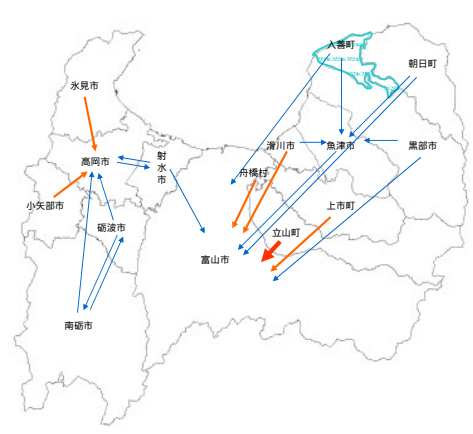 入善町
朝日町
氷見市
滑川市
魚津市
黒部市
高岡市
射水市
舟橋村
小矢部市
上市町
砺波市
立山町
富山市
南砺市